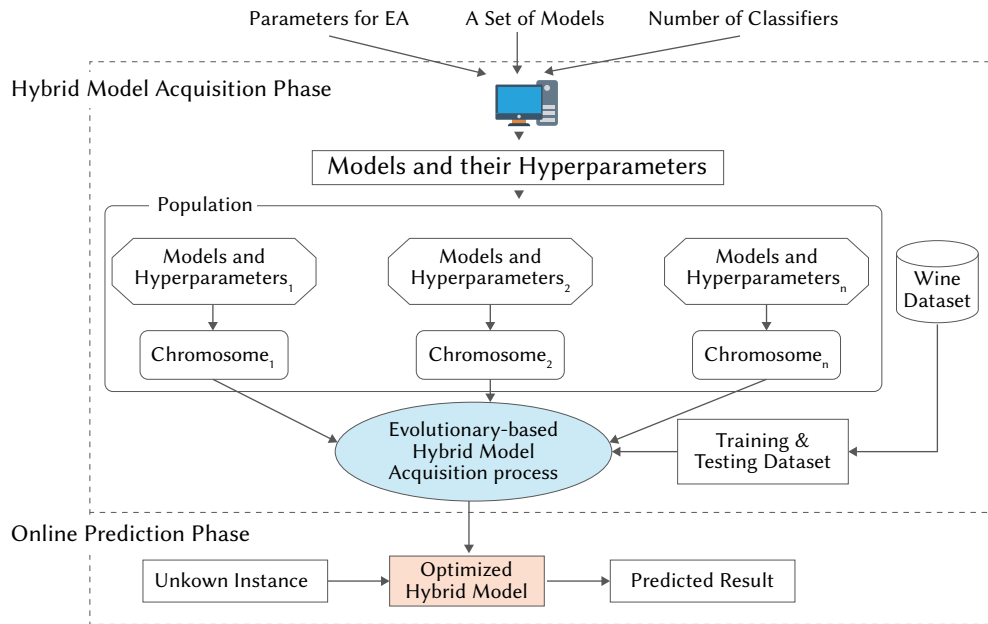 Parameters for EA
A Set of Models
Number of Classifiers
Hybrid Model Acquisition Phase
Models and their Hyperparameters
Population
Models and
Hyperparameters₁
Models and
Hyperparameters₂
Models and
Hyperparametersₙ
Wine
Dataset
Chromosome₁
Chromosome₂
Chromosomeₙ
Evolutionary-based
Hybrid Model
Acquisition process
Training &
Testing Dataset
Online Prediction Phase
Unkown Instance
Optimized
Hybrid Model
Predicted Result